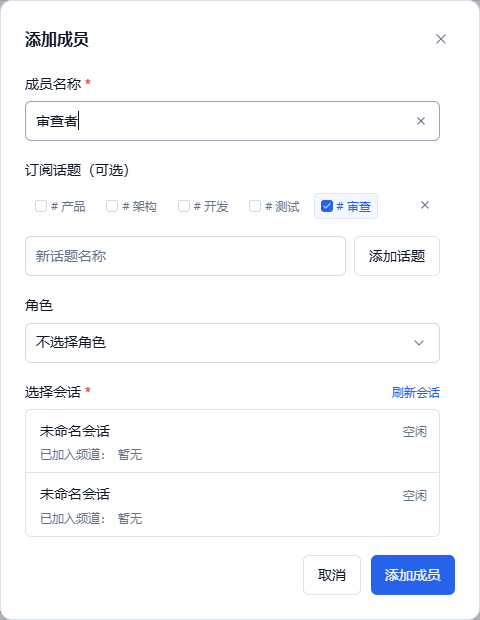 添加成员
成员名称 *
审查者
订阅话题（可选）
# 产品 # 架构 # 开发 # 测试 # 审查
新话题名称 添加话题
角色
不选择角色
选择会话 * 刷新会话
未命名会话 空闲
已加入频道： 暂无
未命名会话 空闲
已加入频道： 暂无
取消 添加成员